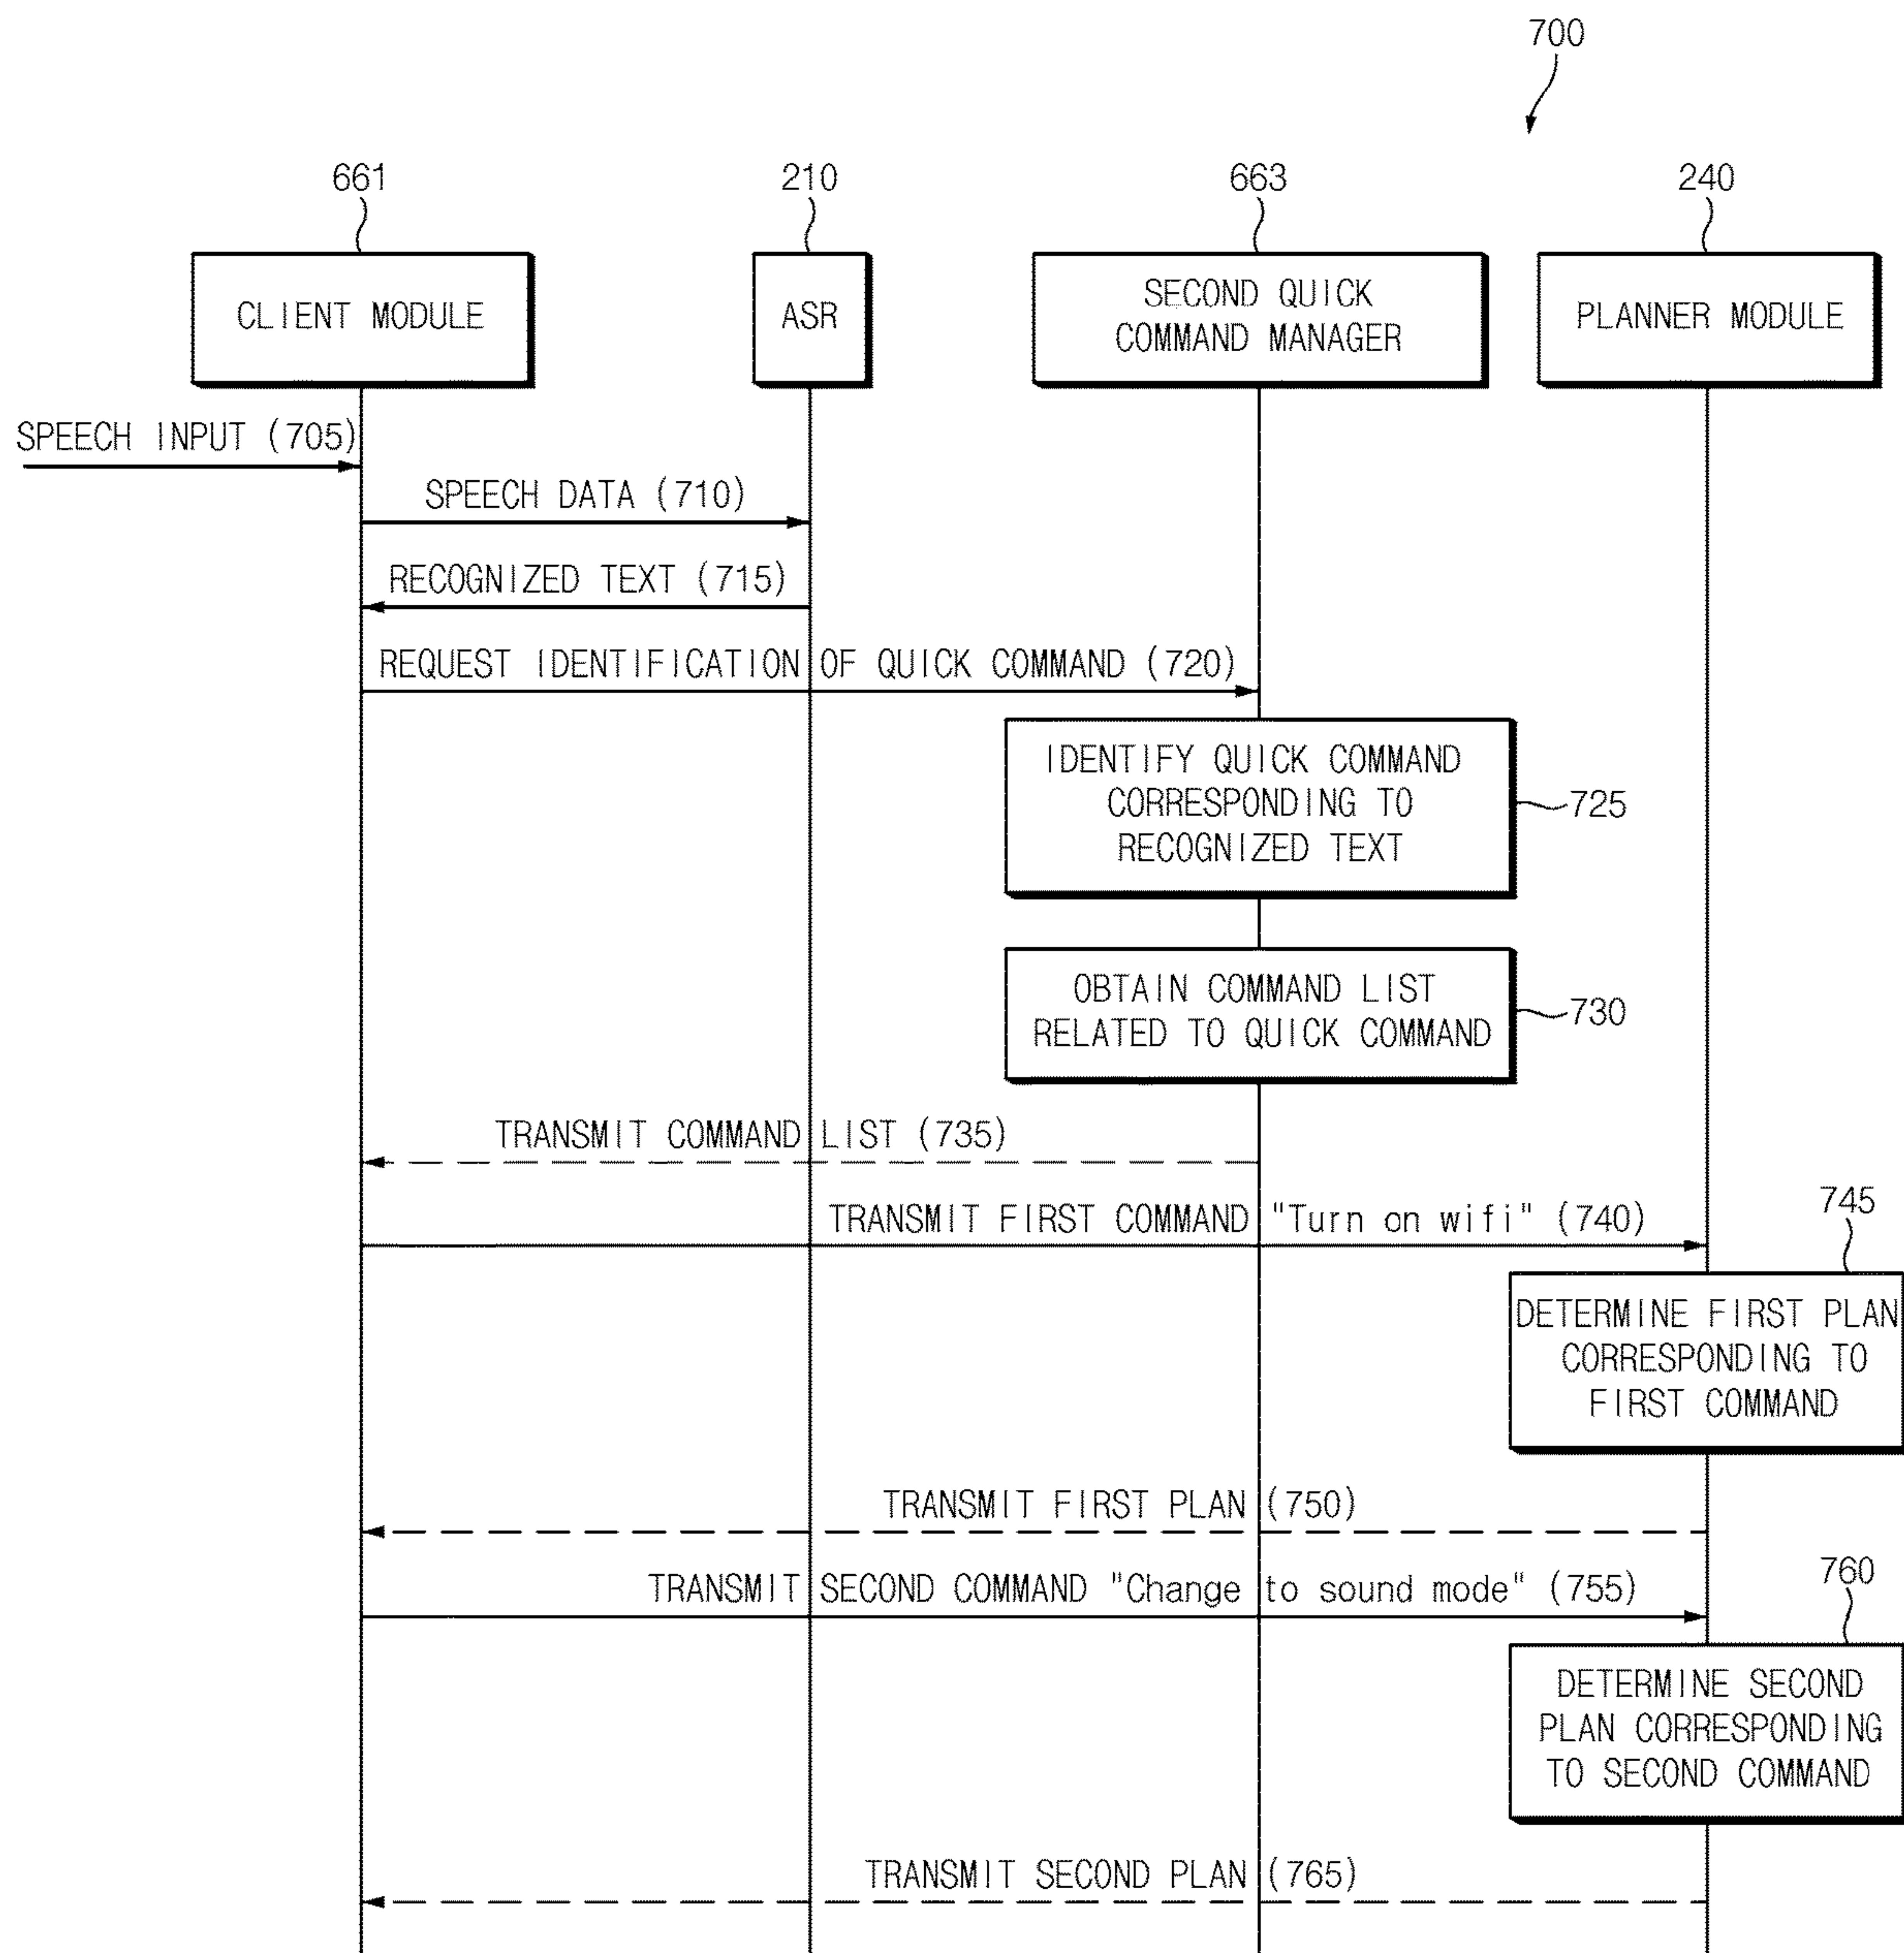 700
661
210
663
240
CLIENT MODULE
ASR
SECOND QUICK
COMMAND MANAGER
PLANNER MODULE
SPEECH INPUT (705)
SPEECH DATA (710)
RECOGNIZED TEXT (715)
REQUEST IDENTIFICATION OF QUICK COMMAND (720)
IDENTIFY QUICK COMMAND
CORRESPONDING TO
RECOGNIZED TEXT
725
OBTAIN COMMAND LIST
RELATED TO QUICK COMMAND
730
TRANSMIT COMMAND LIST (735)
TRANSMIT FIRST COMMAND "Turn on wifi" (740)
745
DETERMINE FIRST PLAN
CORRESPONDING TO
FIRST COMMAND
TRANSMIT FIRST PLAN (750)
TRANSMIT SECOND COMMAND "Change to sound mode" (755)
760
DETERMINE SECOND
PLAN CORRESPONDING
TO SECOND COMMAND
TRANSMIT SECOND PLAN (765)